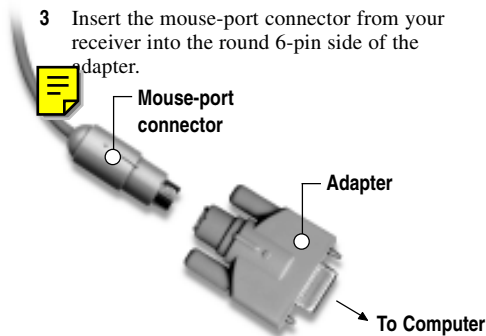 3 Insert the mouse-port connector from your
receiver into the round 6-pin side of the
adapter.
Mouse-port
connector
Adapter
To Computer